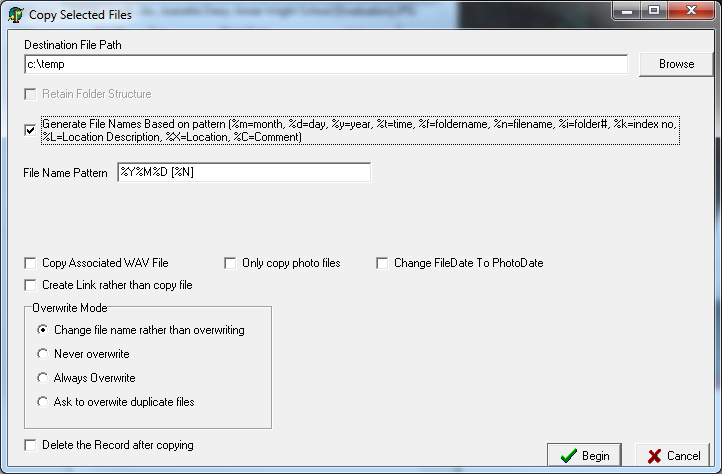 Copy Selected Files
Destination File Path
c:\temp
Browse
Retain Folder Structure
Generate File Names Based on pattern (%m=month, %d=day, %y=year, %t=time, %f=foldername, %n=filename, %i=folder#, %k=index no,
%L=Location Description, %X=Location, %C=Comment)
File Name Pattern
%Y%M%D [%N]
Copy Associated WAV File
Only copy photo files
Change FileDate To PhotoDate
Create Link rather than copy file
Overwrite Mode
Change file name rather than overwriting
Never overwrite
Always Overwrite
Ask to overwite duplicate files
Delete the Record after copying
Begin
Cancel